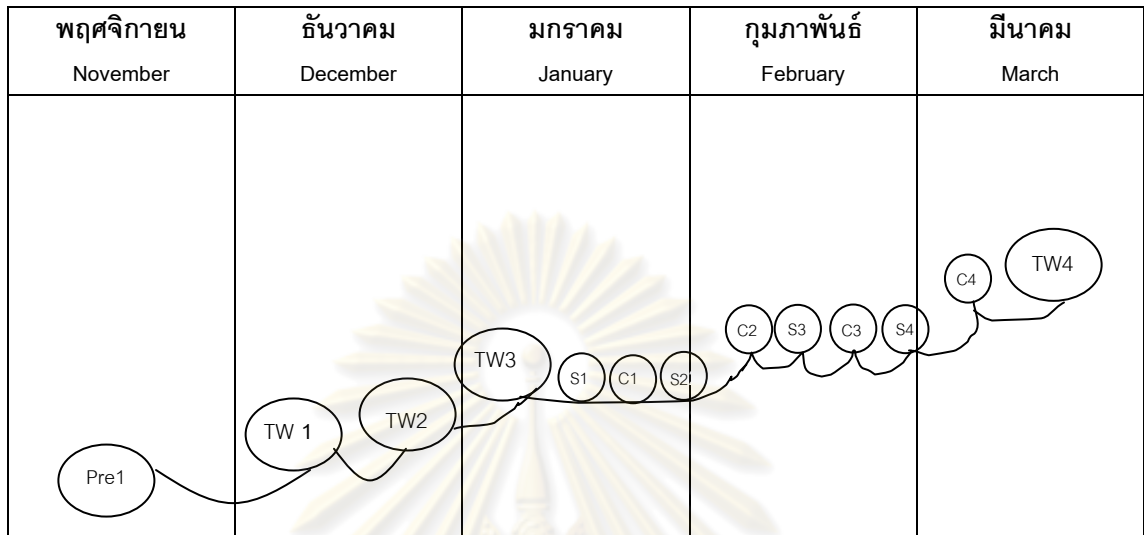 พฤศจิกายน ธันวาคม มกราคม กุมภาพันธ์ มีนาคม
November December January February March
TW4
C4
C2 S3 C3 S4
TW3 S1 C1 S2
TW 1 TW2
Pre1